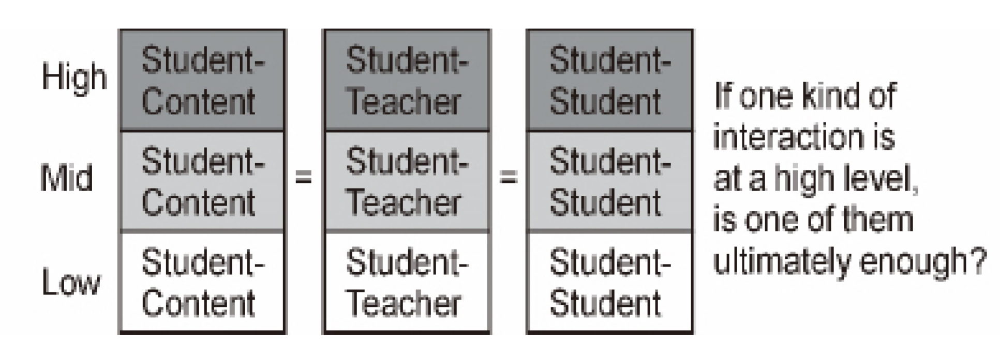 High
Student-
Content
Student-
Teacher
Student-
Student
Mid
Student-
Content
=
Student-
Teacher
=
Student-
Student
Low
Student-
Content
Student-
Teacher
Student-
Student
If one kind of
interaction is
at a high level,
is one of them
ultimately enough?